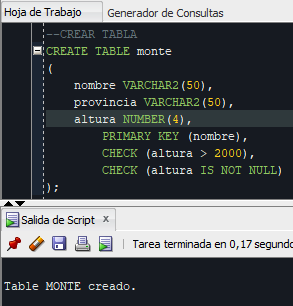 Hoja de Trabajo Generador de Consultas
--CREAR TABLA
CREATE TABLE monte
(
nombre VARCHAR2(50),
provincia VARCHAR2(50),
altura NUMBER(4),
PRIMARY KEY (nombre),
CHECK (altura > 2000),
CHECK (altura IS NOT NULL)
);
Salida de Script x
Tarea terminada en 0,17 segundo
Table MONTE creado.